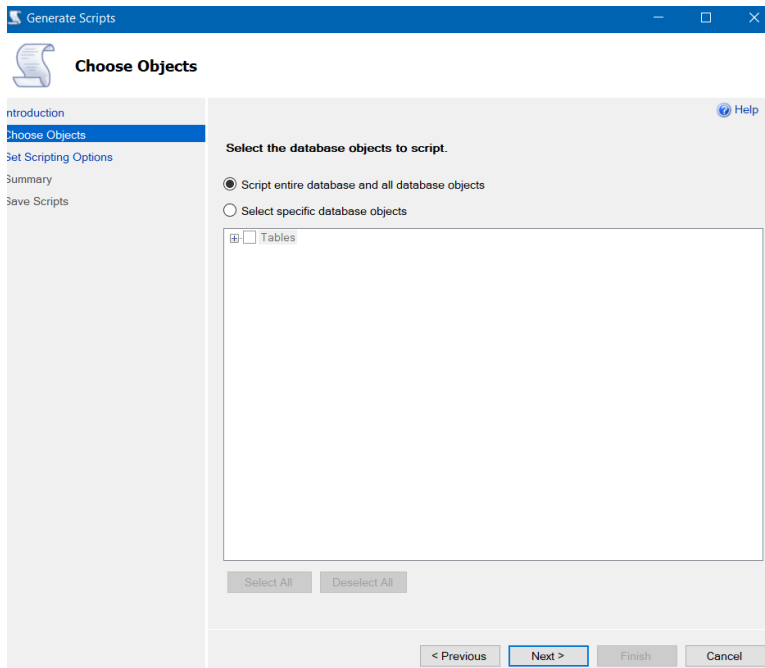 Generate Scripts
Choose Objects
ntroduction
Choose Objects
Set Scripting Options
Summary
Save Scripts
Help
Select the database objects to script.
Script entire database and all database objects
Select specific database objects
Tables
Select All
Deselect All
< Previous
Next >
Finish
Cancel